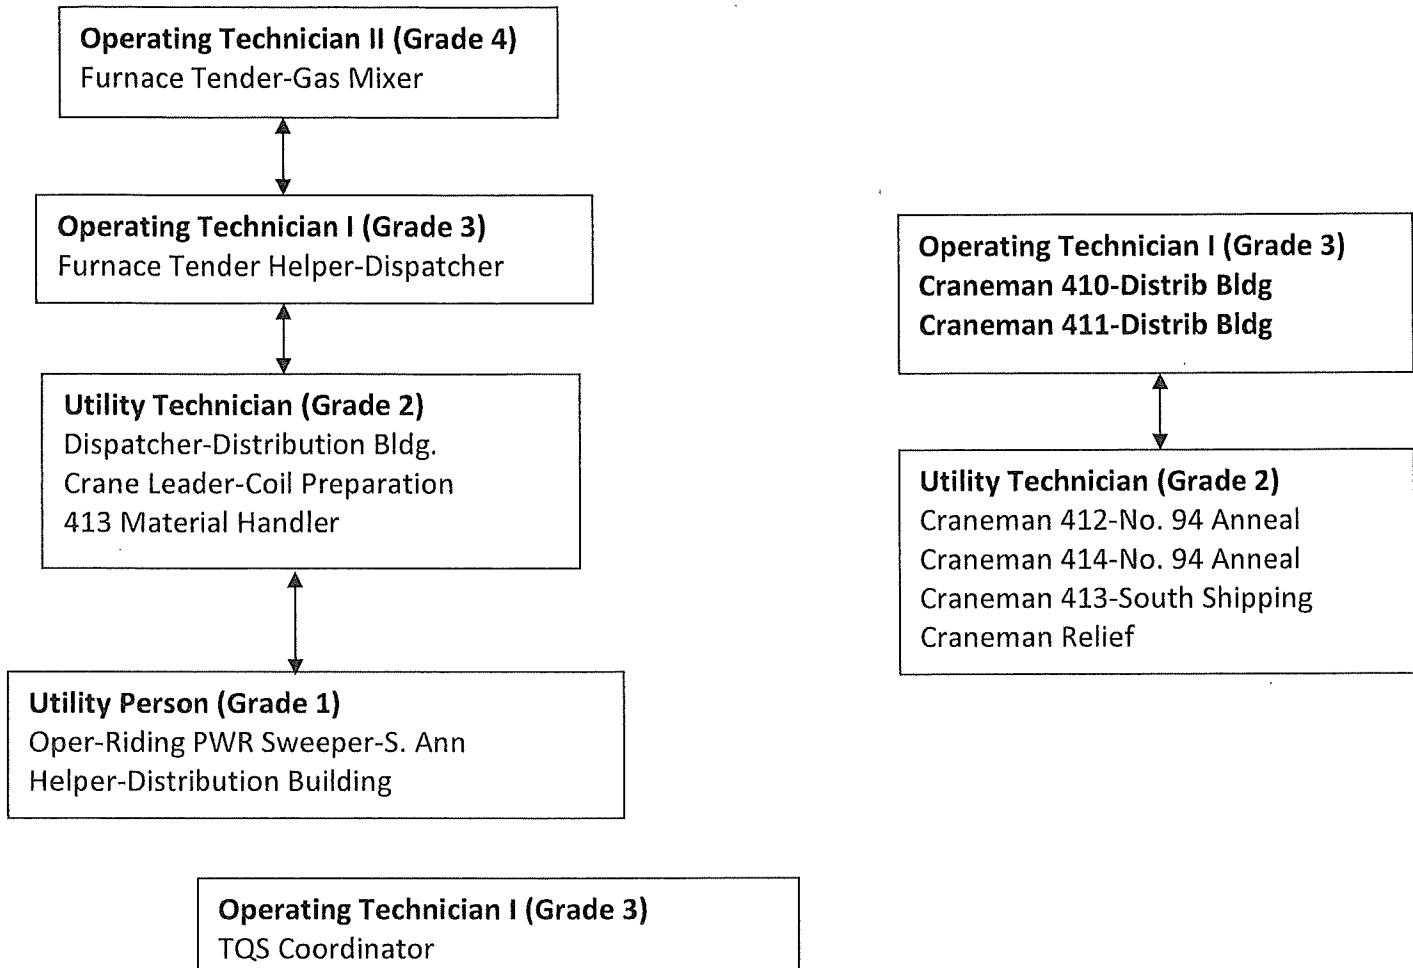 Operating Technician II (Grade 4)
Furnace Tender-Gas Mixer
Operating Technician I (Grade 3)
Furnace Tender Helper-Dispatcher
Utility Technician (Grade 2)
Dispatcher-Distribution Bldg.
Crane Leader-Coil Preparation
413 Material Handler
Utility Person (Grade 1)
Oper-Riding PWR Sweeper-S. Ann
Helper-Distribution Building
Operating Technician I (Grade 3)
Craneman 410-Distrib Bldg
Craneman 411-Distrib Bldg
Utility Technician (Grade 2)
Craneman 412-No. 94 Anneal
Craneman 414-No. 94 Anneal
Craneman 413-South Shipping
Craneman Relief
Operating Technician I (Grade 3)
TQS Coordinator